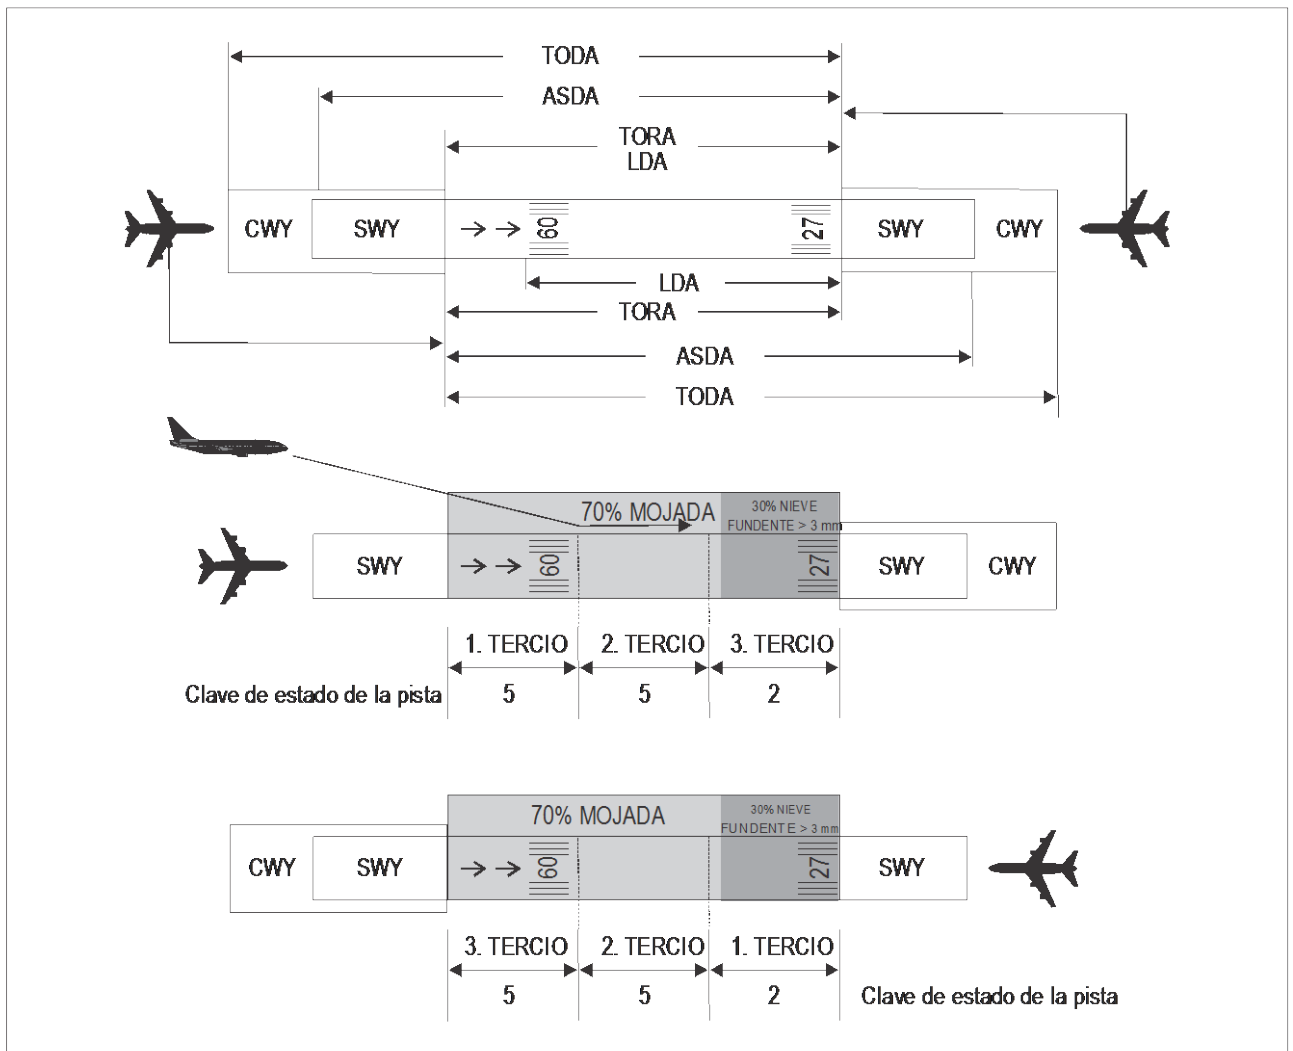 TODA
ASDA
TORA
LDA
CWY
SWY
09
27
SWY
CWY
LDA
TORA
ASDA
TODA
70% MOJADA
30% NIEVE
FUNDENTE > 3 mm
SWY
09
27
SWY
CWY
1. TERCIO
2. TERCIO
3. TERCIO
Clave de estado de la pista
5
5
2
70% MOJADA
30% NIEVE
FUNDENTE > 3 mm
CWY
SWY
09
27
SWY
3. TERCIO
2. TERCIO
1. TERCIO
5
5
2
Clave de estado de la pista